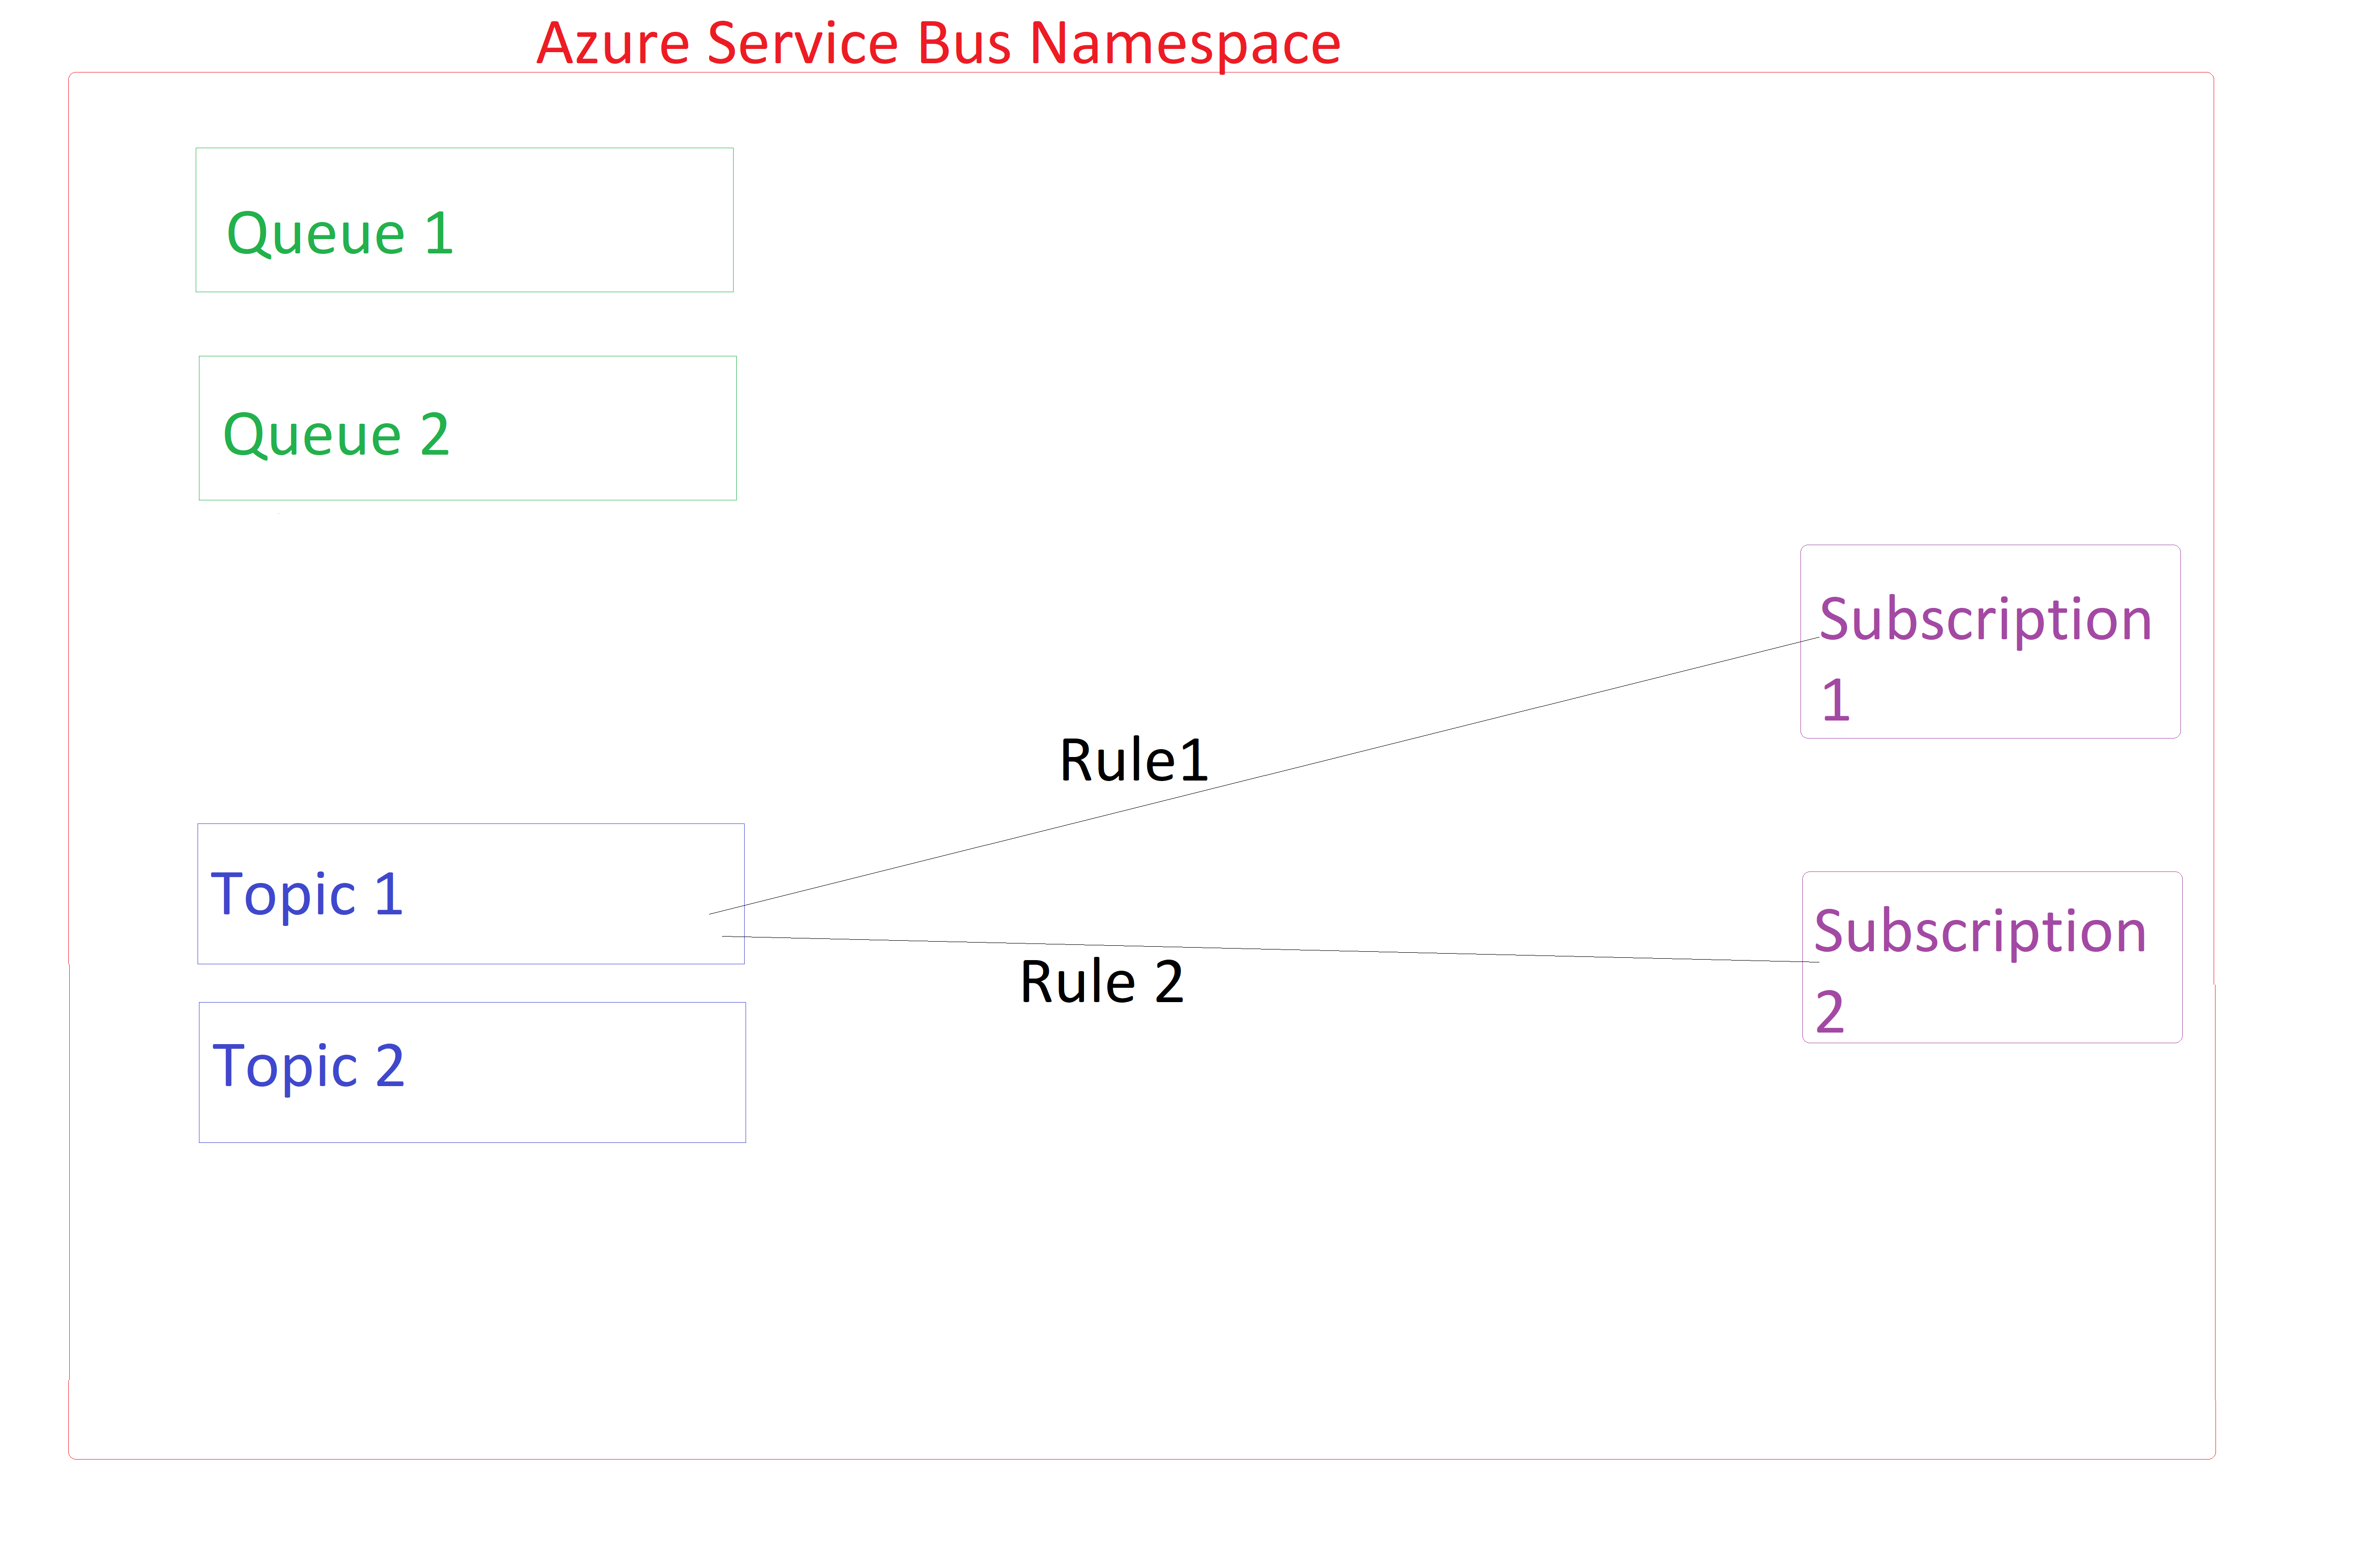 Azure Service Bus Namespace
Queue 1
Queue 2
Subscription
1
Rule1
Topic 1
Subscription
2
Rule 2
Topic 2